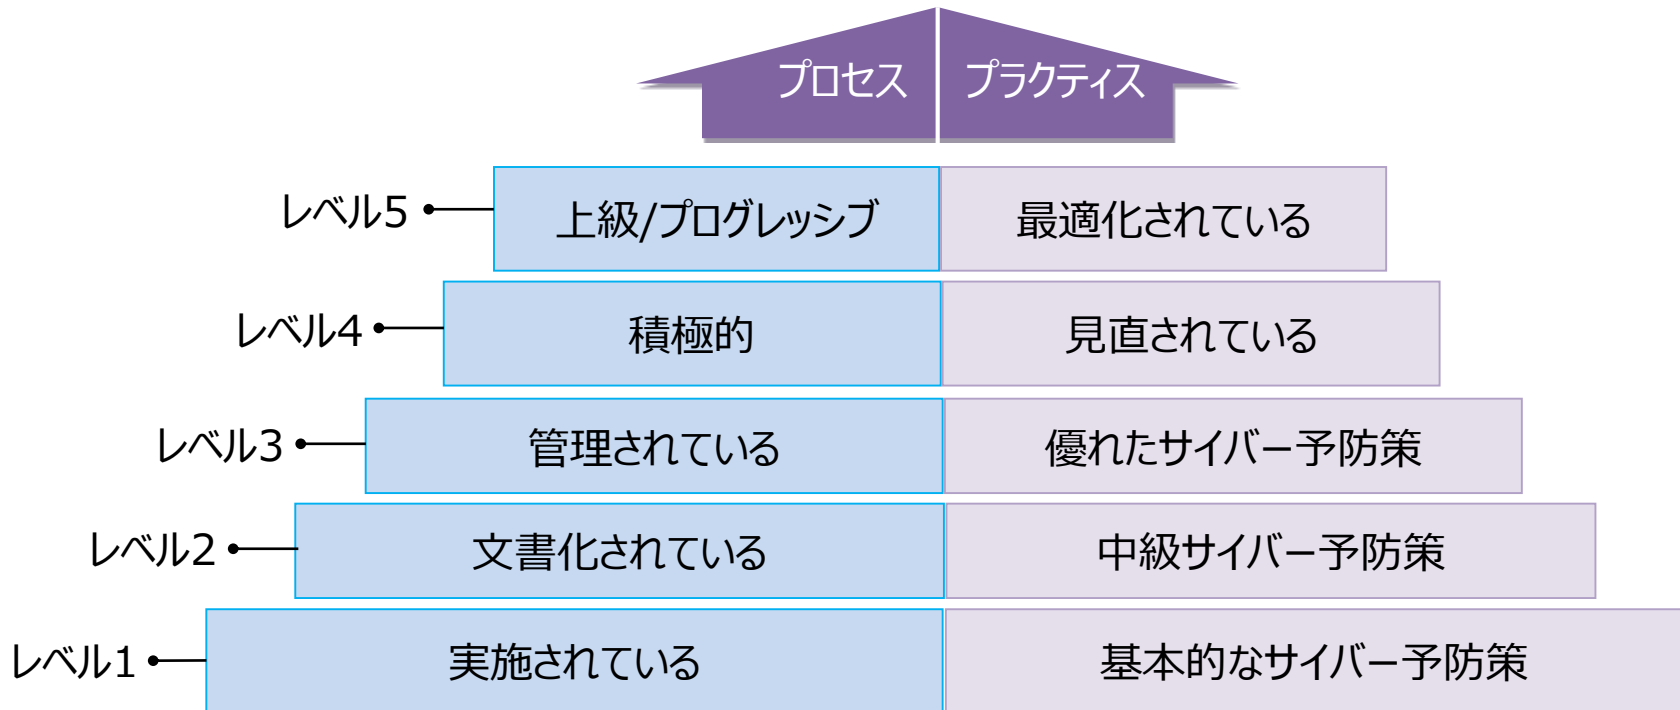 プロセス プラクティス
レベル5 上級/プログレッシブ 最適化されている
レベル4 積極的 見直されている
レベル3 管理されている 優れたサイバー予防策
レベル2 文書化されている 中級サイバー予防策
レベル1 実施されている 基本的なサイバー予防策